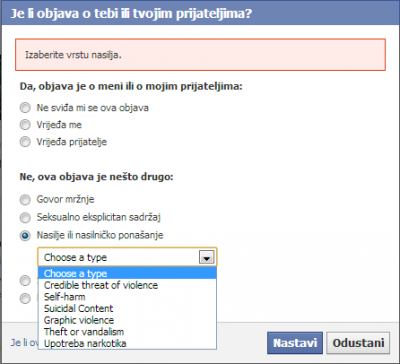 Je li objava o tebi ili tvojim prijateljima?
Izaberite vrstu nasilja.
Da, objava je o meni ili o mojim prijateljima:
Ne sviđa mi se ova objava
Vrijeđa me
Vrijeđa prijatelje
Ne, ova objava je nešto drugo:
Govor mržnje
Seksualno eksplicitan sadržaj
Nasilje ili nasilničko ponašanje
Choose a type
Choose a type
Credible threat of violence
Self-harm
Suicidal Content
Graphic violence
Theft or vandalism
Upotreba narkotika
Je li
Nastavi Odustani